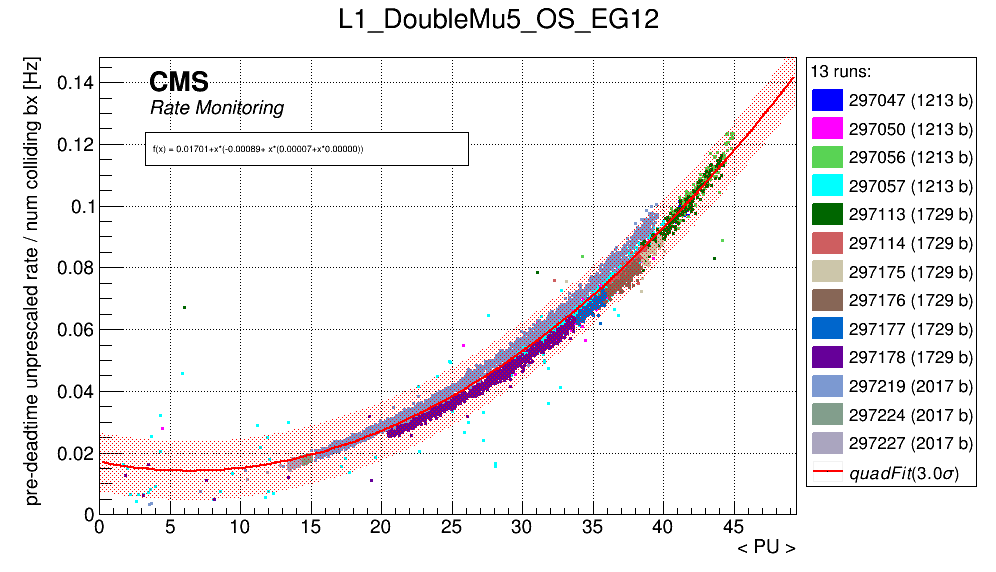 L1_DoubleMu5_OS_EG12
pre-deadtime unprescaled rate / num colliding bx [Hz]
CMS
Rate Monitoring
f(x) = 0.01701+x*(-0.00089+ x*(0.00007+x*0.00000))
0.14
0.12
0.1
0.08
0.06
0.04
0.02
0
0 5 10 15 20 25 30 35 40 45
< PU >
13 runs:
297047 (1213 b)
297050 (1213 b)
297056 (1213 b)
297057 (1213 b)
297113 (1729 b)
297114 (1729 b)
297175 (1729 b)
297176 (1729 b)
297177 (1729 b)
297178 (1729 b)
297219 (2017 b)
297224 (2017 b)
297227 (2017 b)
quadFit(3.0σ)